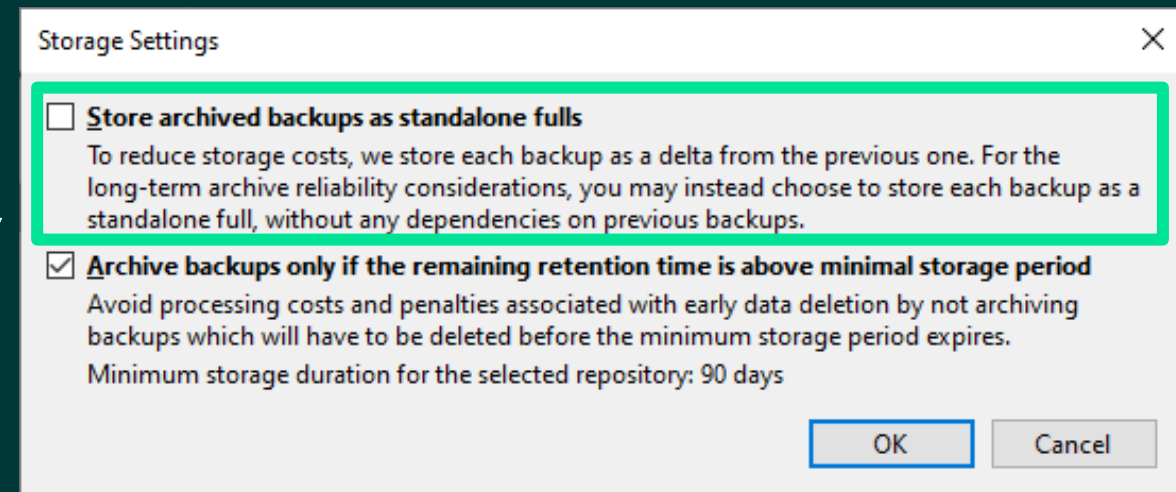 Storage Settings
Store archived backups as standalone fulls
To reduce storage costs, we store each backup as a delta from the previous one. For the
long-term archive reliability considerations, you may instead choose to store each backup as a
standalone full, without any dependencies on previous backups.
Archive backups only if the remaining retention time is above minimal storage period
Avoid processing costs and penalties associated with early data deletion by not archiving
backups which will have to be deleted before the minimum storage period expires.
Minimum storage duration for the selected repository: 90 days
OK
Cancel